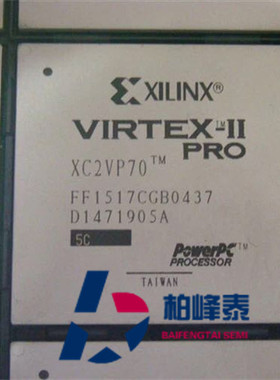 XILINX®
VIRTEX™-II
PRO
XC2VP70™
FF1517CGB0437
D1471905A
5C
PowerPC™
PROCESSOR
TAIWAN
柏峰泰
BAIFENGTAI SEMI